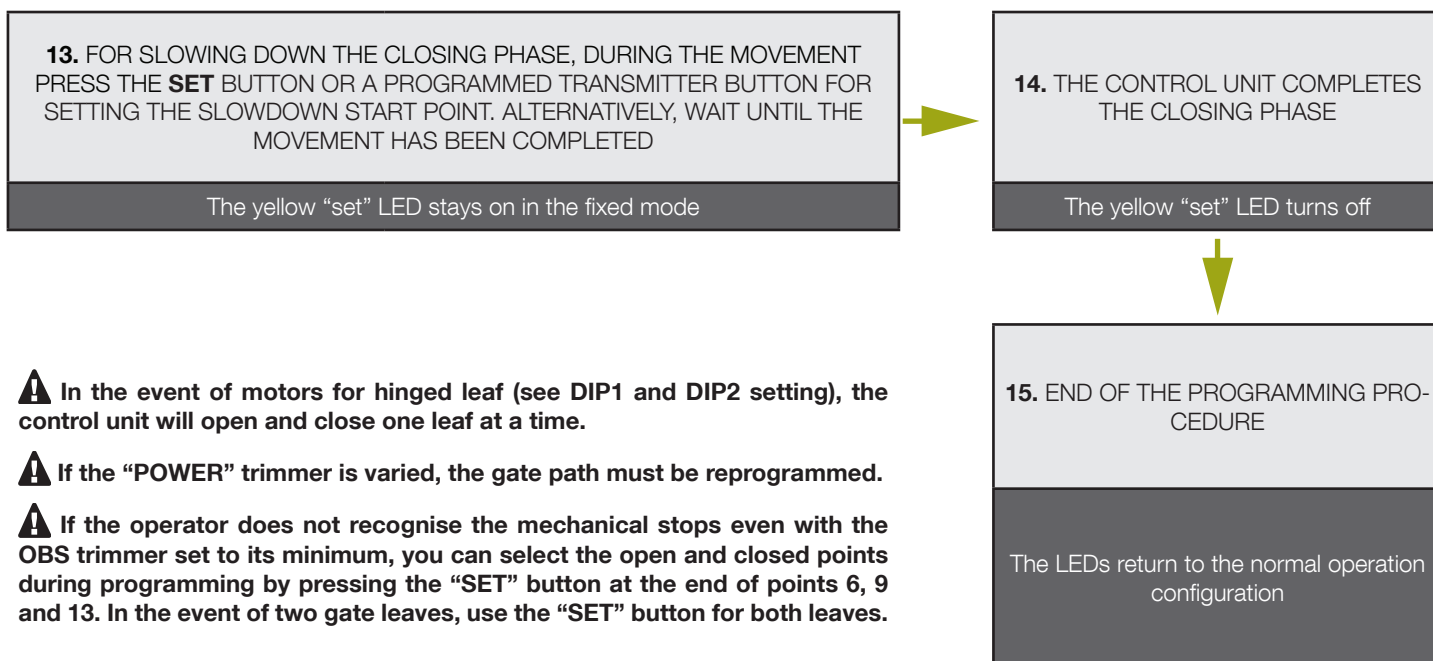 13. FOR SLOWING DOWN THE CLOSING PHASE, DURING THE MOVEMENT
PRESS THE SET BUTTON OR A PROGRAMMED TRANSMITTER BUTTON FOR
SETTING THE SLOWDOWN START POINT. ALTERNATIVELY, WAIT UNTIL THE
MOVEMENT HAS BEEN COMPLETED
The yellow “set” LED stays on in the fixed mode
14. THE CONTROL UNIT COMPLETES
THE CLOSING PHASE
The yellow “set” LED turns off
In the event of motors for hinged leaf (see DIP1 and DIP2 setting), the
control unit will open and close one leaf at a time.
If the “POWER” trimmer is varied, the gate path must be reprogrammed.
If the operator does not recognise the mechanical stops even with the
OBS trimmer set to its minimum, you can select the open and closed points
during programming by pressing the “SET” button at the end of points 6, 9
and 13. In the event of two gate leaves, use the “SET” button for both leaves.
15. END OF THE PROGRAMMING PRO-
CEDURE
The LEDs return to the normal operation
configuration